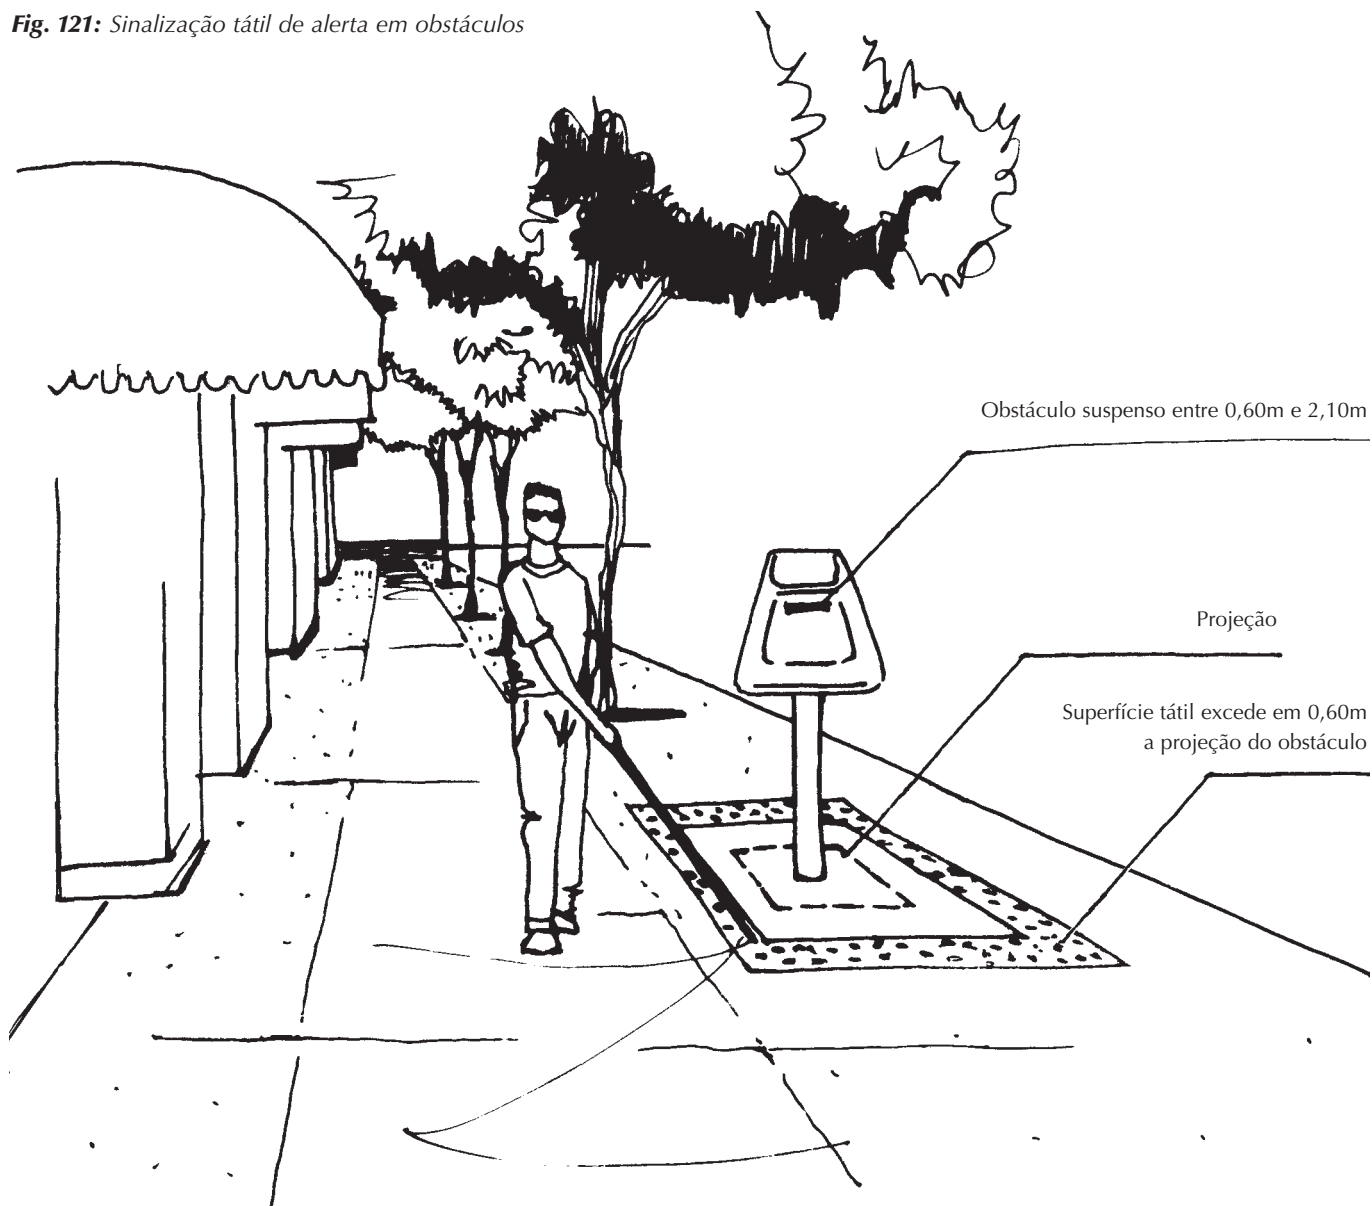 Fig. 121: Sinalização tátil de alerta em obstáculos
Obstáculo suspenso entre 0,60m e 2,10m
Projeção
Superfície tátil excede em 0,60m
a projeção do obstáculo